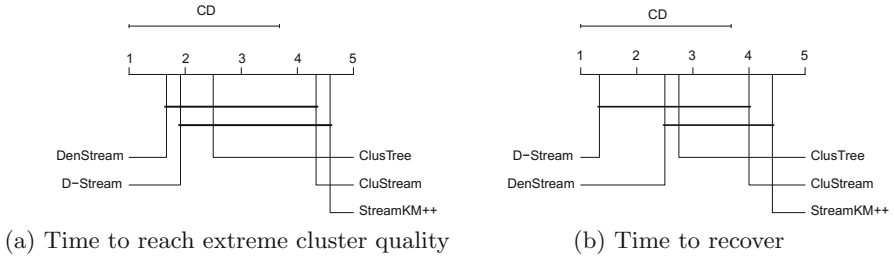 CD
1 2 3 4 5
DenStream ClusTree
D−Stream CluStream
StreamKM++
(a) Time to reach extreme cluster quality
CD
1 2 3 4 5
D−Stream ClusTree
DenStream CluStream
StreamKM++
(b) Time to recover